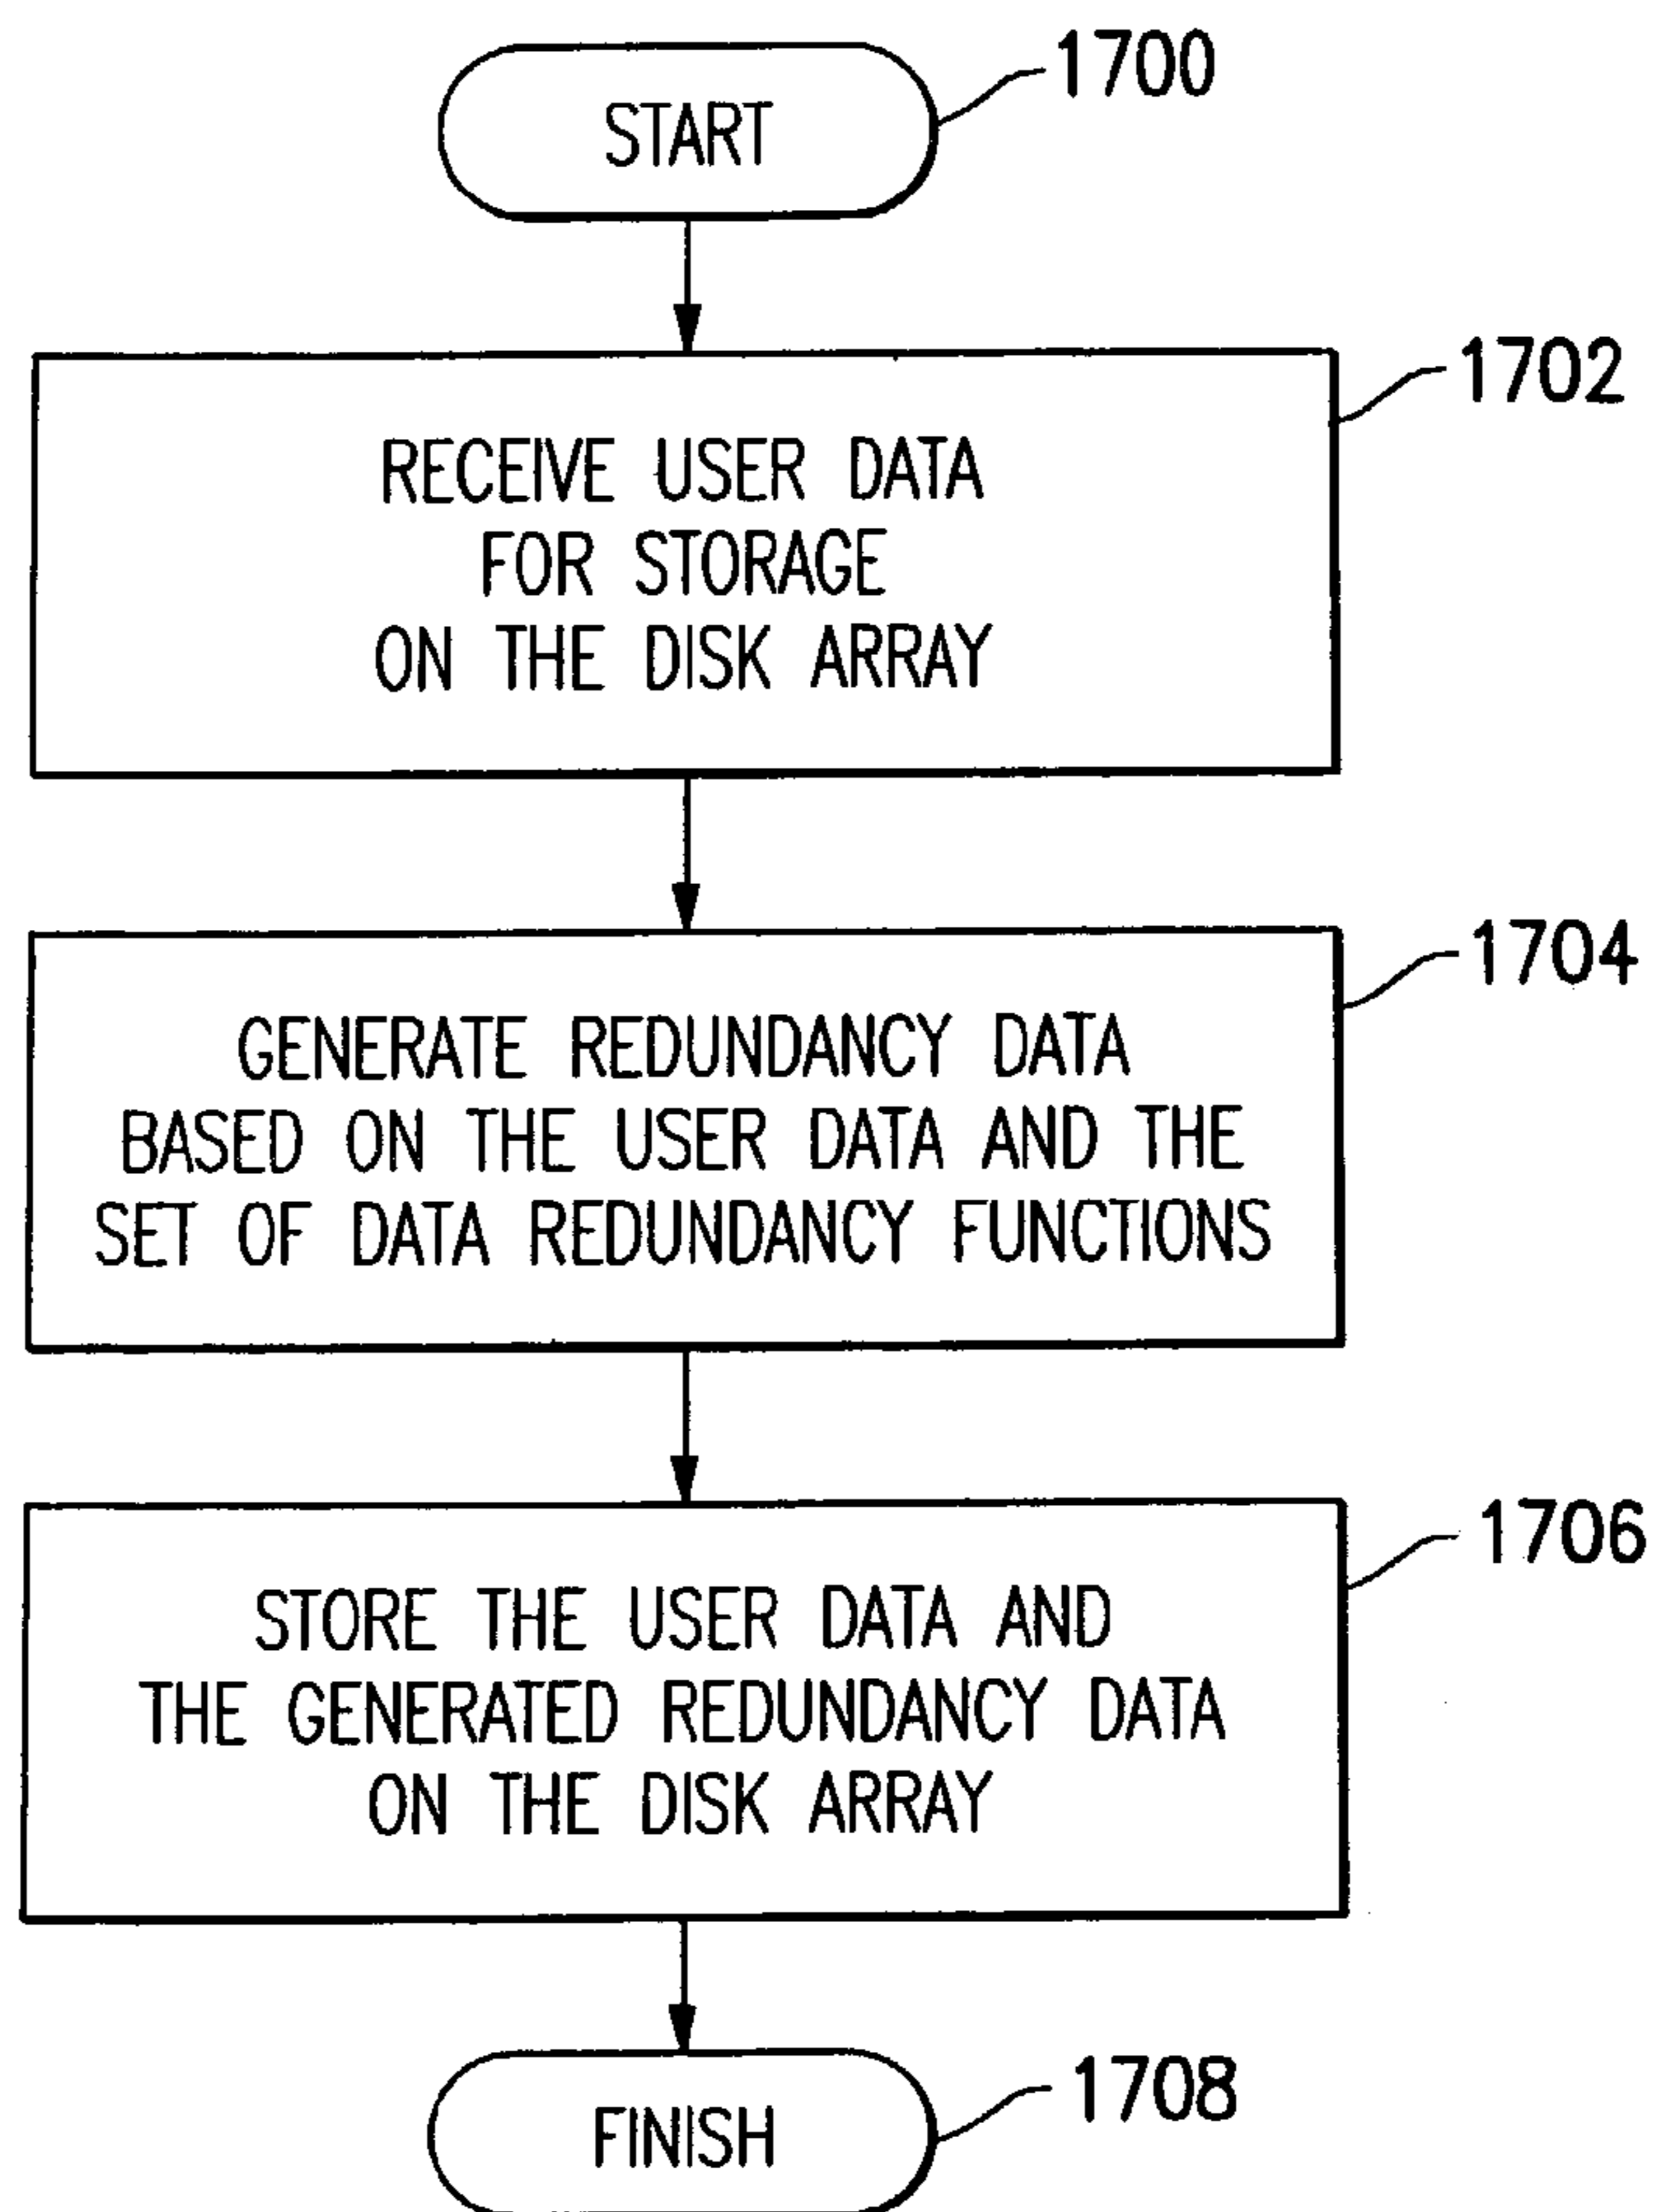 START
1700
RECEIVE USER DATA
FOR STORAGE
ON THE DISK ARRAY
1702
GENERATE REDUNDANCY DATA
BASED ON THE USER DATA AND THE
SET OF DATA REDUNDANCY FUNCTIONS
1704
STORE THE USER DATA AND
THE GENERATED REDUNDANCY DATA
ON THE DISK ARRAY
1706
FINISH
1708